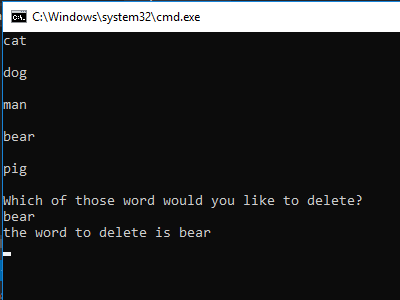 C:\Windows\system32\cmd.exe
cat
dog
man
bear
pig
Which of those word would you like to delete?
bear
the word to delete is bear